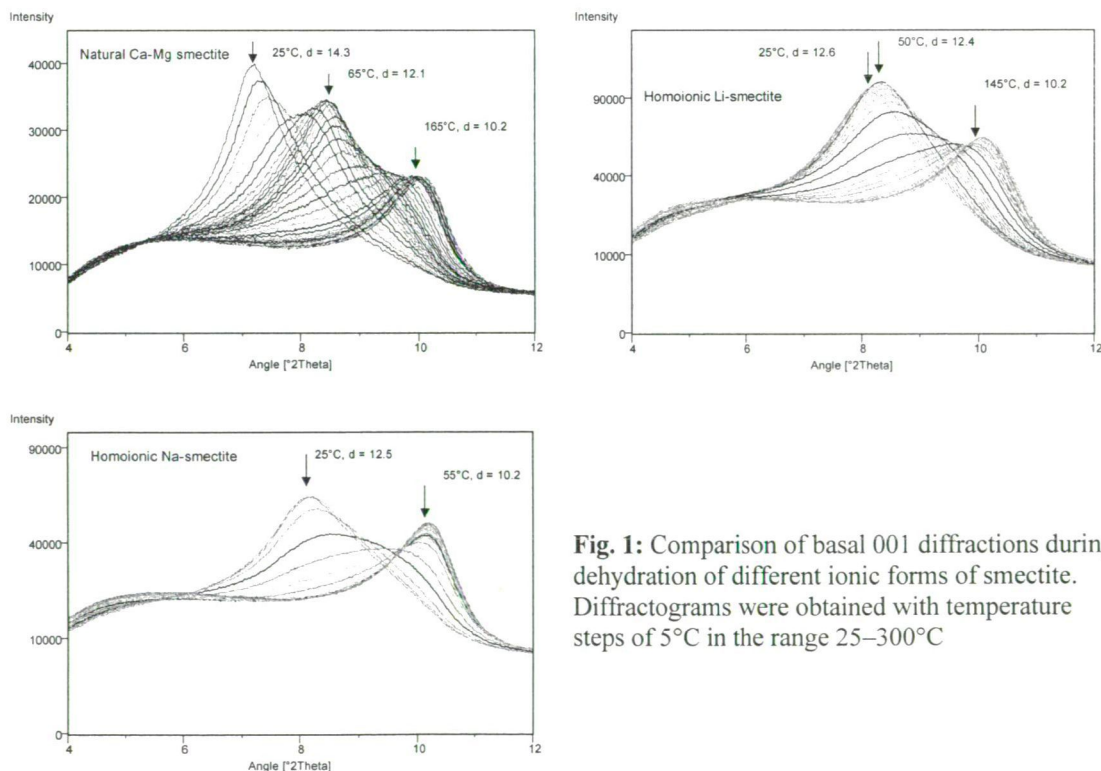 Intensity
Natural Ca-Mg smectite
25°C, d = 14.3
65°C, d = 12.1
165°C, d = 10.2
40000
30000
20000
10000
0
4
6
8
10
12
Angle [°2Theta]
Intensity
Homoionic Li-smectite
25°C, d = 12.6
50°C, d = 12.4
145°C, d = 10.2
90000
40000
10000
0
4
6
8
10
12
Angle [°2Theta]
Intensity
Homoionic Na-smectite
25°C, d = 12.5
55°C, d = 10.2
90000
40000
10000
0
4
6
8
10
12
Angle [°2Theta]
Fig. 1: Comparison of basal 001 diffractions durin
dehydration of different ionic forms of smectite.
Diffractograms were obtained with temperature
steps of 5°C in the range 25–300°C